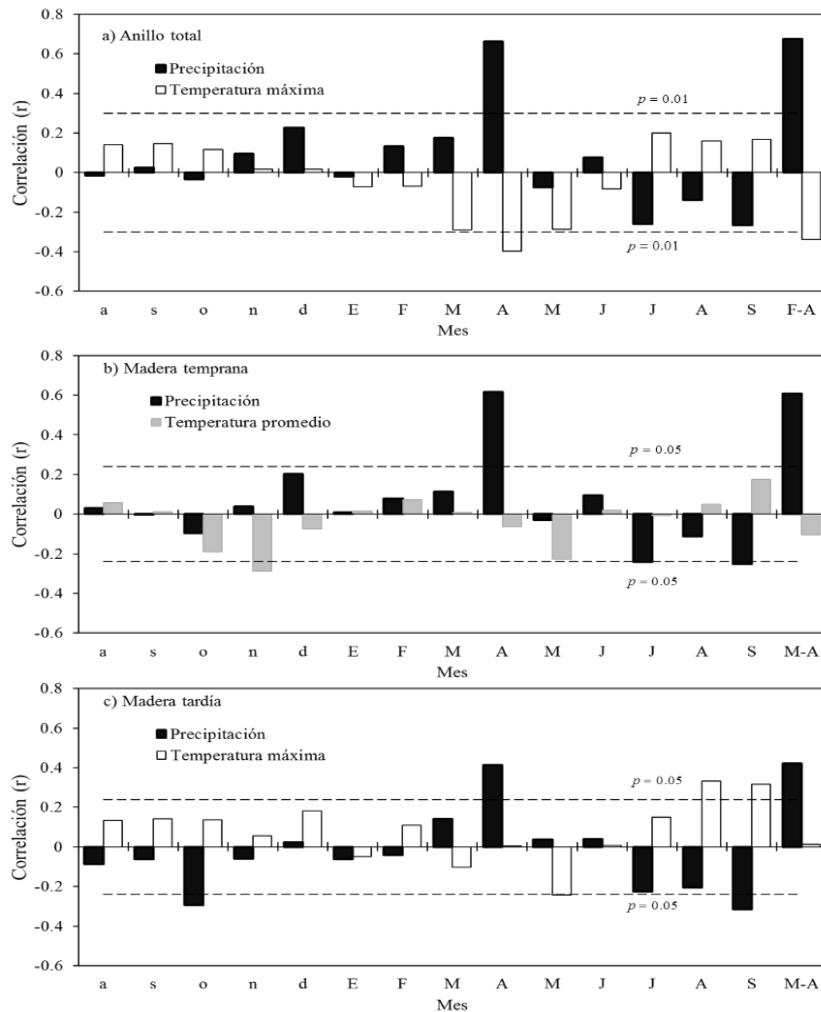 a) Anillo total
Precipitación
Temperatura máxima
p = 0.01
p = 0.01
Correlación (r)
0.8
0.6
0.4
0.2
0
-0.2
-0.4
-0.6
a s o n d E F M A M J J A S F-A
Mes
b) Madera temprana
Precipitación
Temperatura promedio
p = 0.05
p = 0.05
Correlación (r)
0.8
0.6
0.4
0.2
0
-0.2
-0.4
-0.6
a s o n d E F M A M J J A S M-A
Mes
c) Madera tardía
Precipitación
Temperatura máxima
p = 0.05
p = 0.05
Correlación (r)
0.8
0.6
0.4
0.2
0
-0.2
-0.4
-0.6
a s o n d E F M A M J J A S M-A
Mes